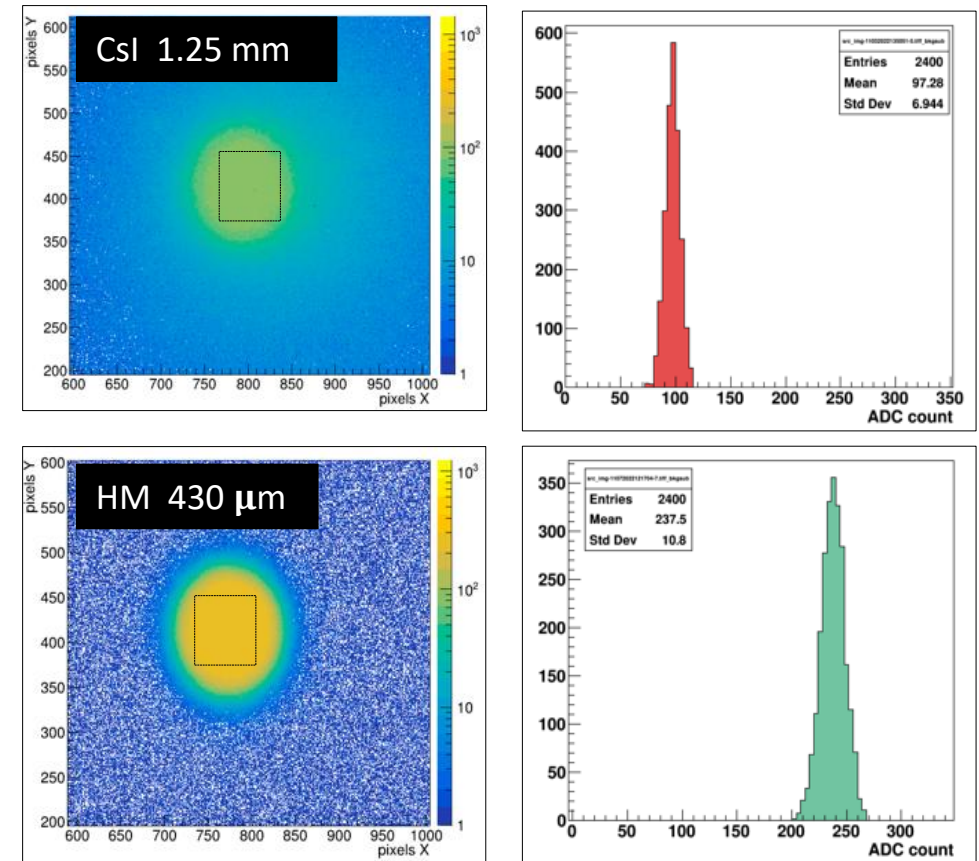 CsI 1.25 mm
pixels Y
600
550
500
450
400
350
300
250
200
600 650 700 750 800 850 900 950 1000
pixels X
10³
10²
10
1
600
500
400
300
200
100
0
0 50 100 150 200 250 300 350
ADC count
Entries 2400
Mean 97.28
Std Dev 6.944
HM 430 μm
pixels Y
600
550
500
450
400
350
300
250
200
600 650 700 750 800 850 900 950 1000
pixels X
10³
10²
10
1
350
300
250
200
150
100
50
0
0 50 100 150 200 250 300
ADC count
Entries 2400
Mean 237.5
Std Dev 10.8